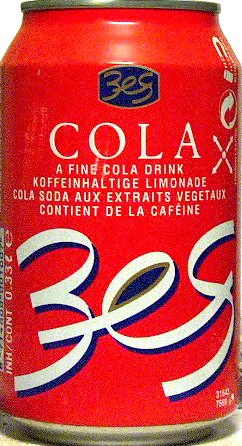 3es
COLA
A FINE COLA DRINK
KOFFEINHALTIGE LIMONADE
COLA SODA AUX EXTRAITS VEGETAUX
CONTIENT DE LA CAFÉINE
3es
INH/CONT. 0.33 l e